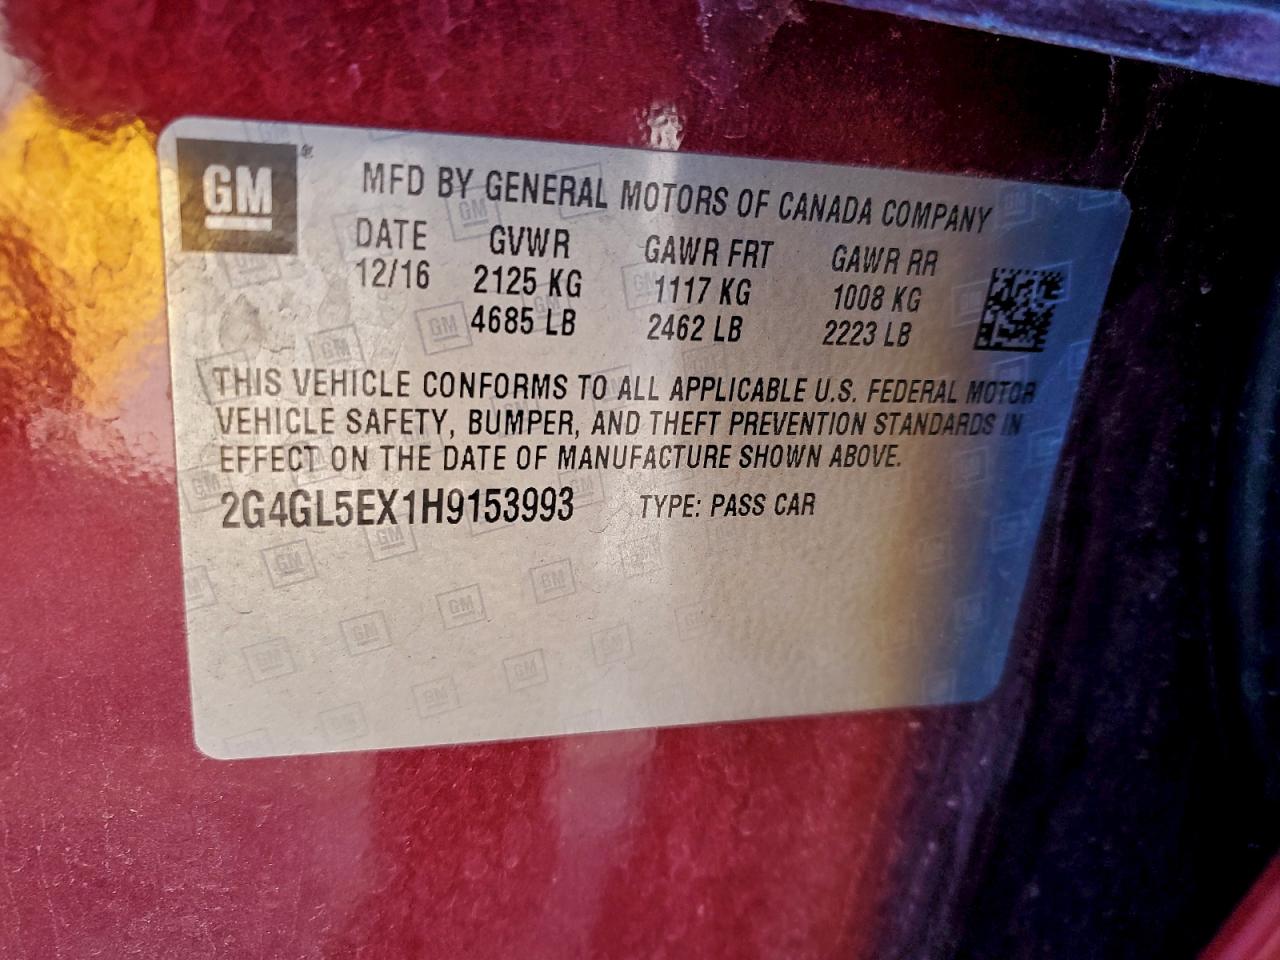 GM ®
MFD BY GENERAL MOTORS OF CANADA COMPANY
DATE GVWR GAWR FRT GAWR RR
12/16 2125 KG 1117 KG 1008 KG
4685 LB 2462 LB 2223 LB
THIS VEHICLE CONFORMS TO ALL APPLICABLE U.S. FEDERAL MOTOR
VEHICLE SAFETY, BUMPER, AND THEFT PREVENTION STANDARDS IN
EFFECT ON THE DATE OF MANUFACTURE SHOWN ABOVE.
2G4GL5EX1H9153993 TYPE: PASS CAR